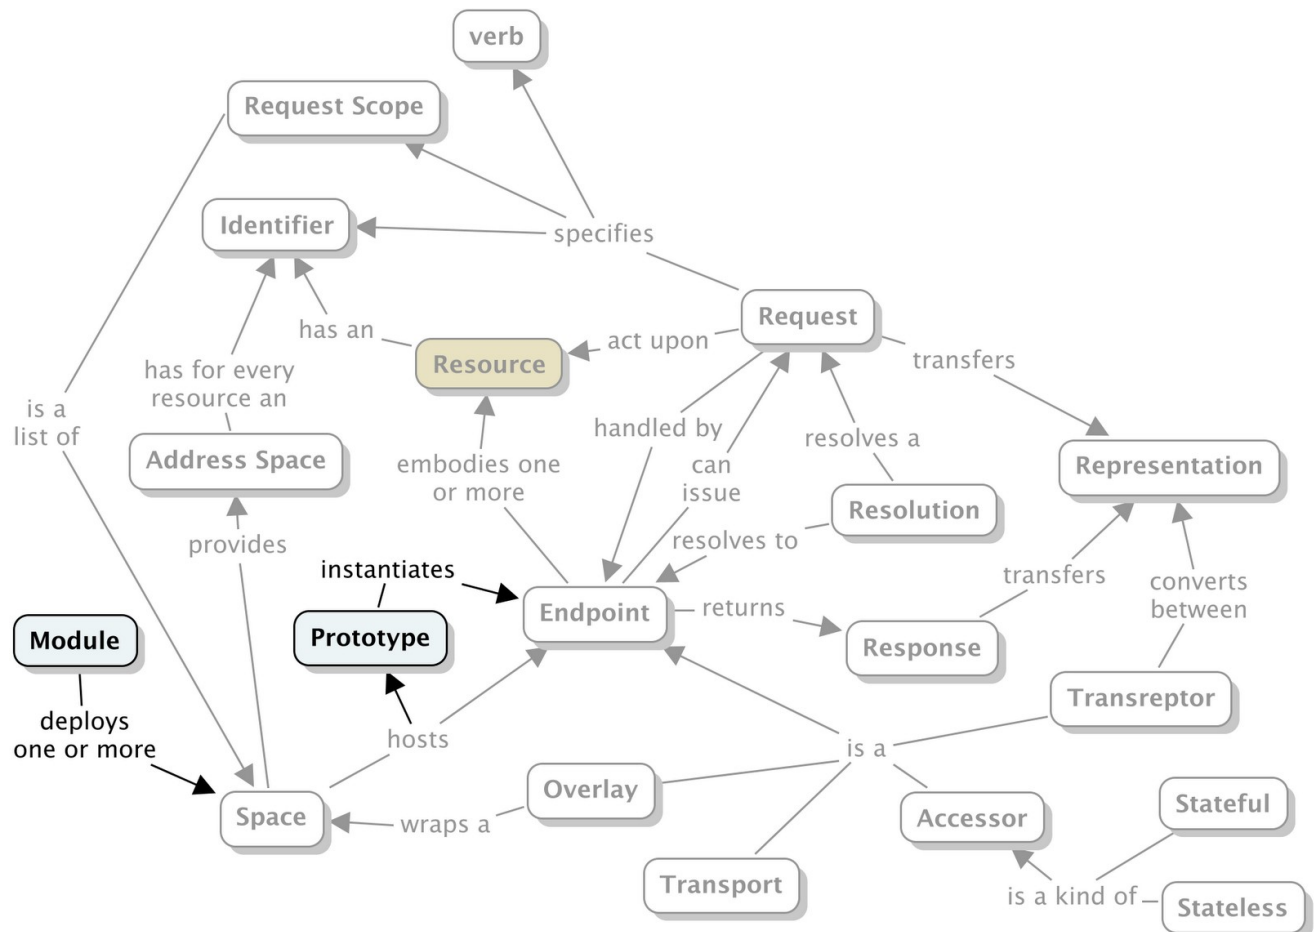 verb
Request Scope
Identifier
specifies
Request
has an
act upon
Resource
transfers
has for every
resource an
is a
list of
handled by
resolves a
Address Space
embodies one
or more
can
issue
Representation
Resolution
provides
resolves to
instantiates
transfers
converts
between
Endpoint
returns
Module
Prototype
Response
Transreptor
deploys
one or more
hosts
is a
Overlay
Stateful
Space
wraps a
Accessor
Transport
is a kind of
Stateless